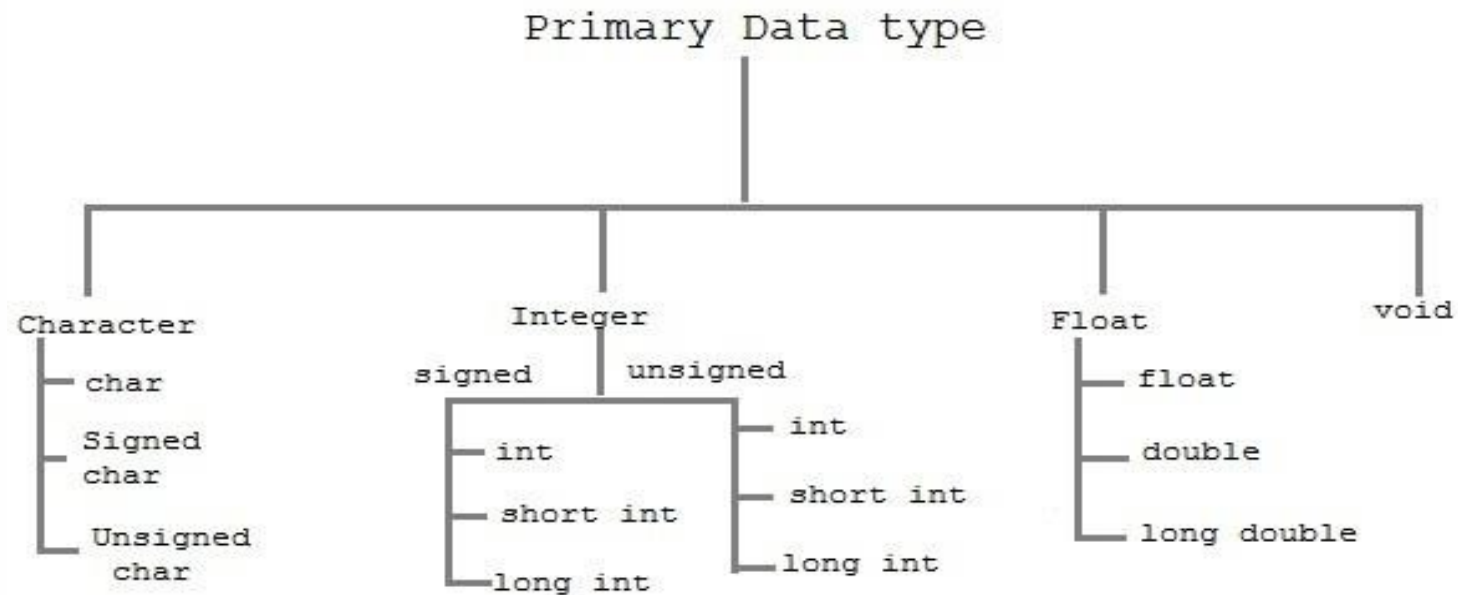 Primary Data type
Character
char
Signed
char
Unsigned
char
Integer
signed
int
short int
long int
unsigned
int
short int
long int
Float
float
double
long double
void